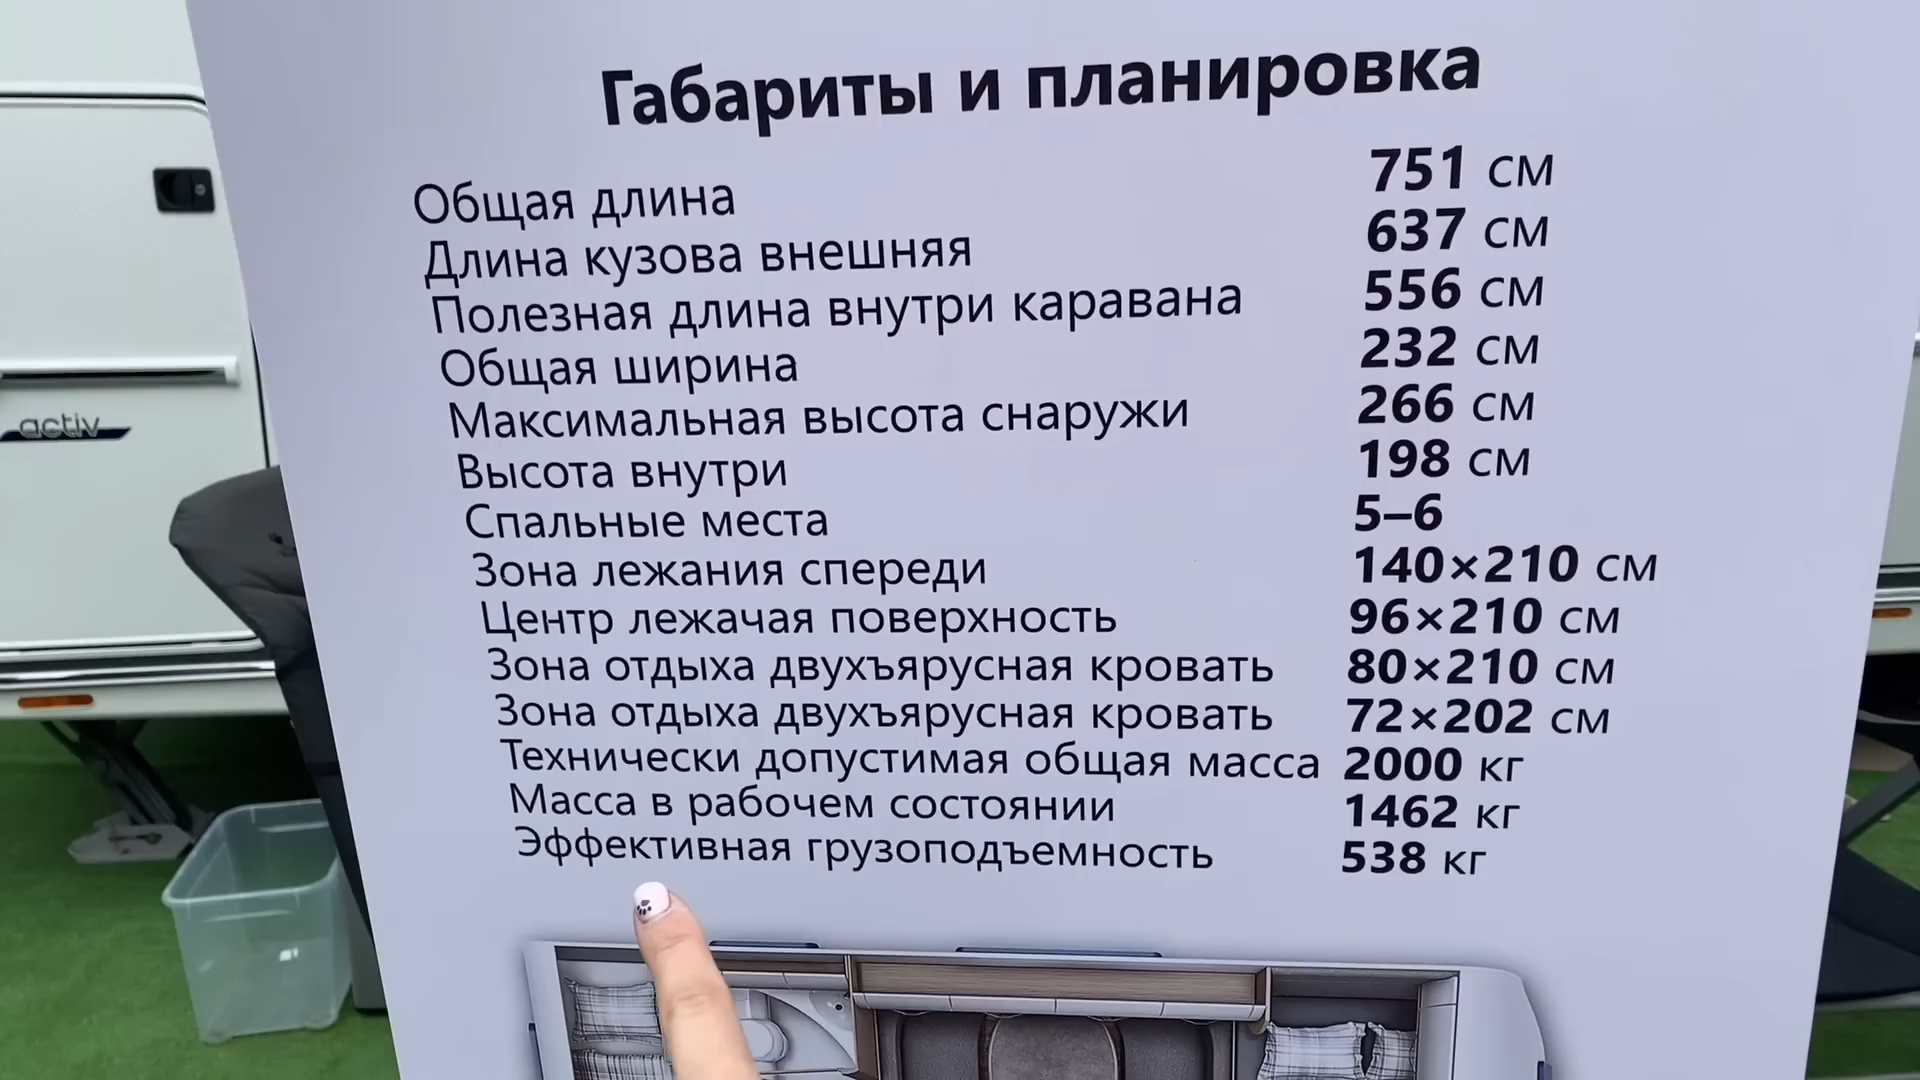 Габариты и планировка
Общая длина 751 см
Длина кузова внешняя 637 см
Полезная длина внутри каравана 556 см
Общая ширина 232 см
Максимальная высота снаружи 266 см
Высота внутри 198 см
Спальные места 5–6
Зона лежания спереди 140×210 см
Центр лежачая поверхность 96×210 см
Зона отдыха двухъярусная кровать 80×210 см
Зона отдыха двухъярусная кровать 72×202 см
Технически допустимая общая масса 2000 кг
Масса в рабочем состоянии 1462 кг
Эффективная грузоподъемность 538 кг
activ